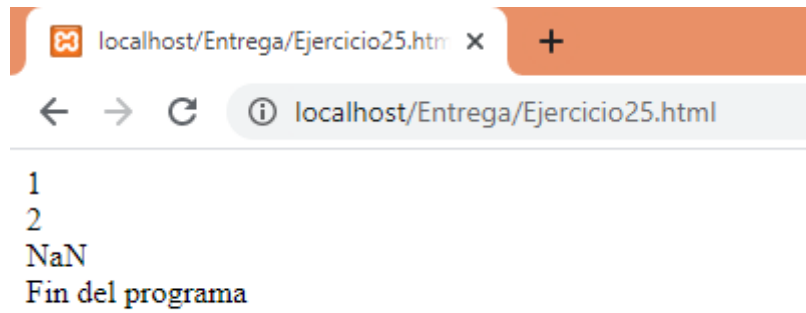 localhost/Entrega/Ejercicio25.htm
localhost/Entrega/Ejercicio25.html
1
2
NaN
Fin del programa